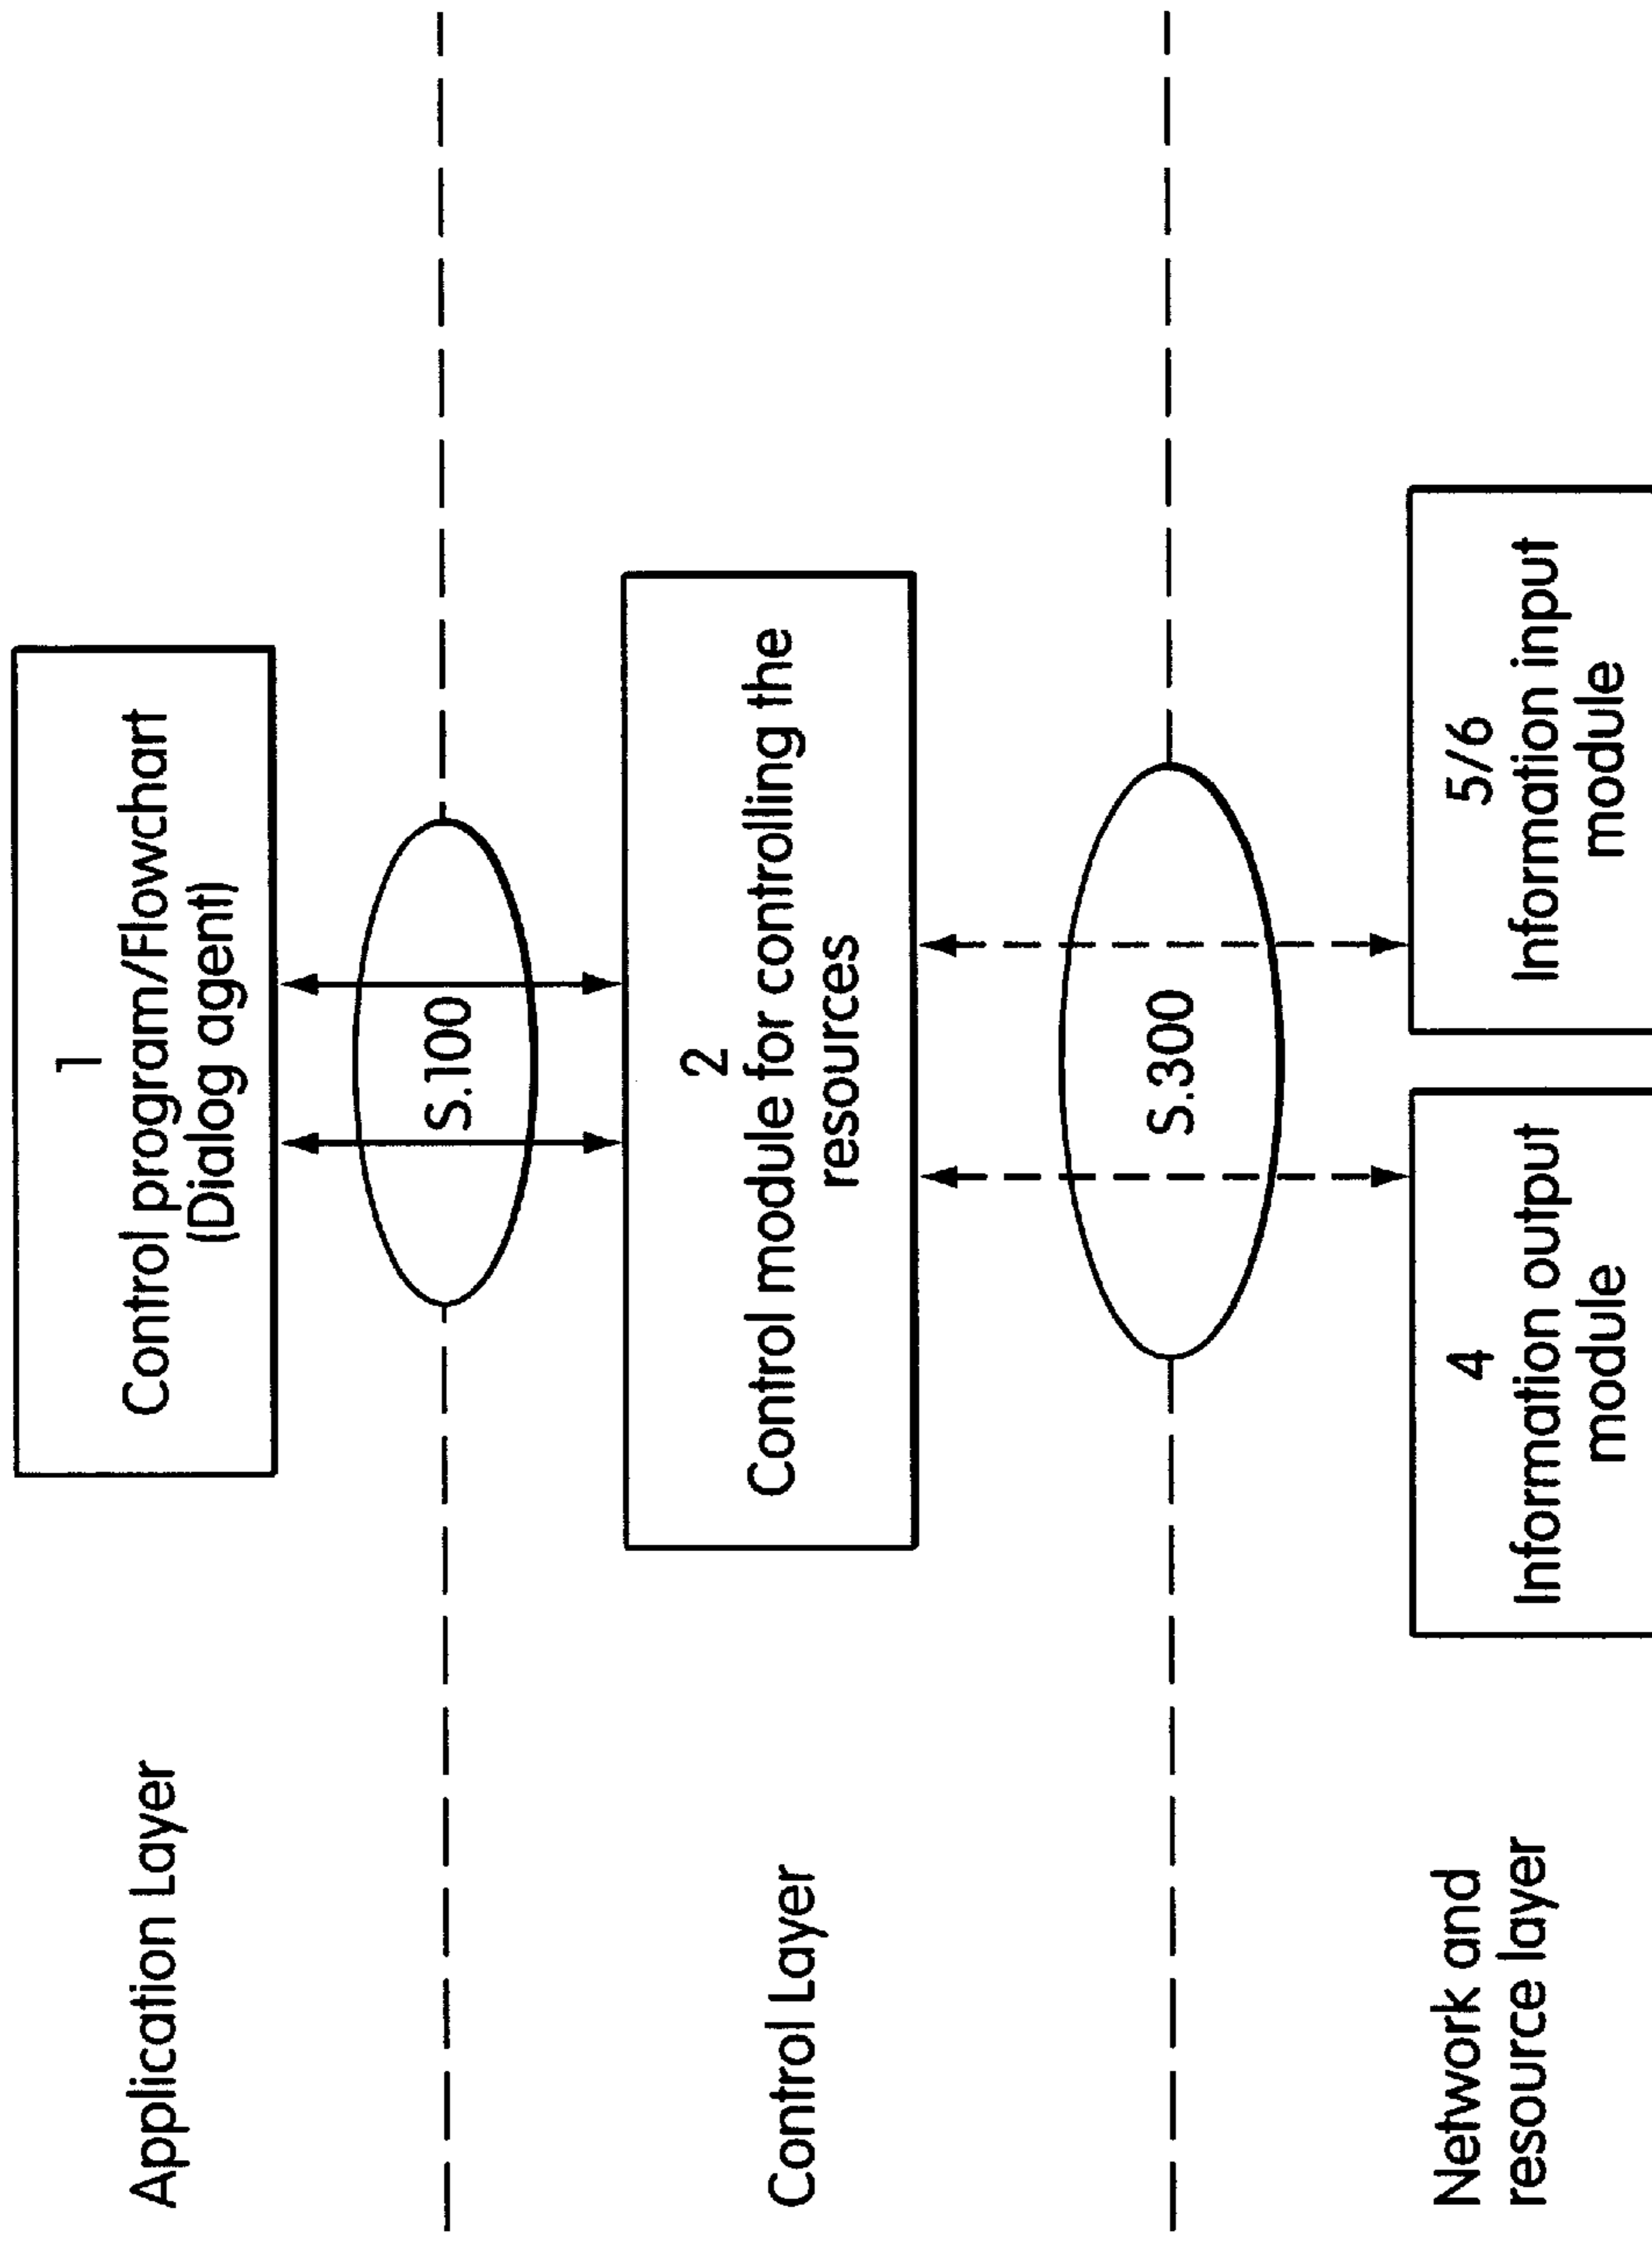 Application Layer
1
Control program/Flowchart
(Dialog agent)
S.100
Control Layer
2
Control module for controlling the
resources
S.300
Network and
resource layer
4
Information output
module
5/6
Information input
module